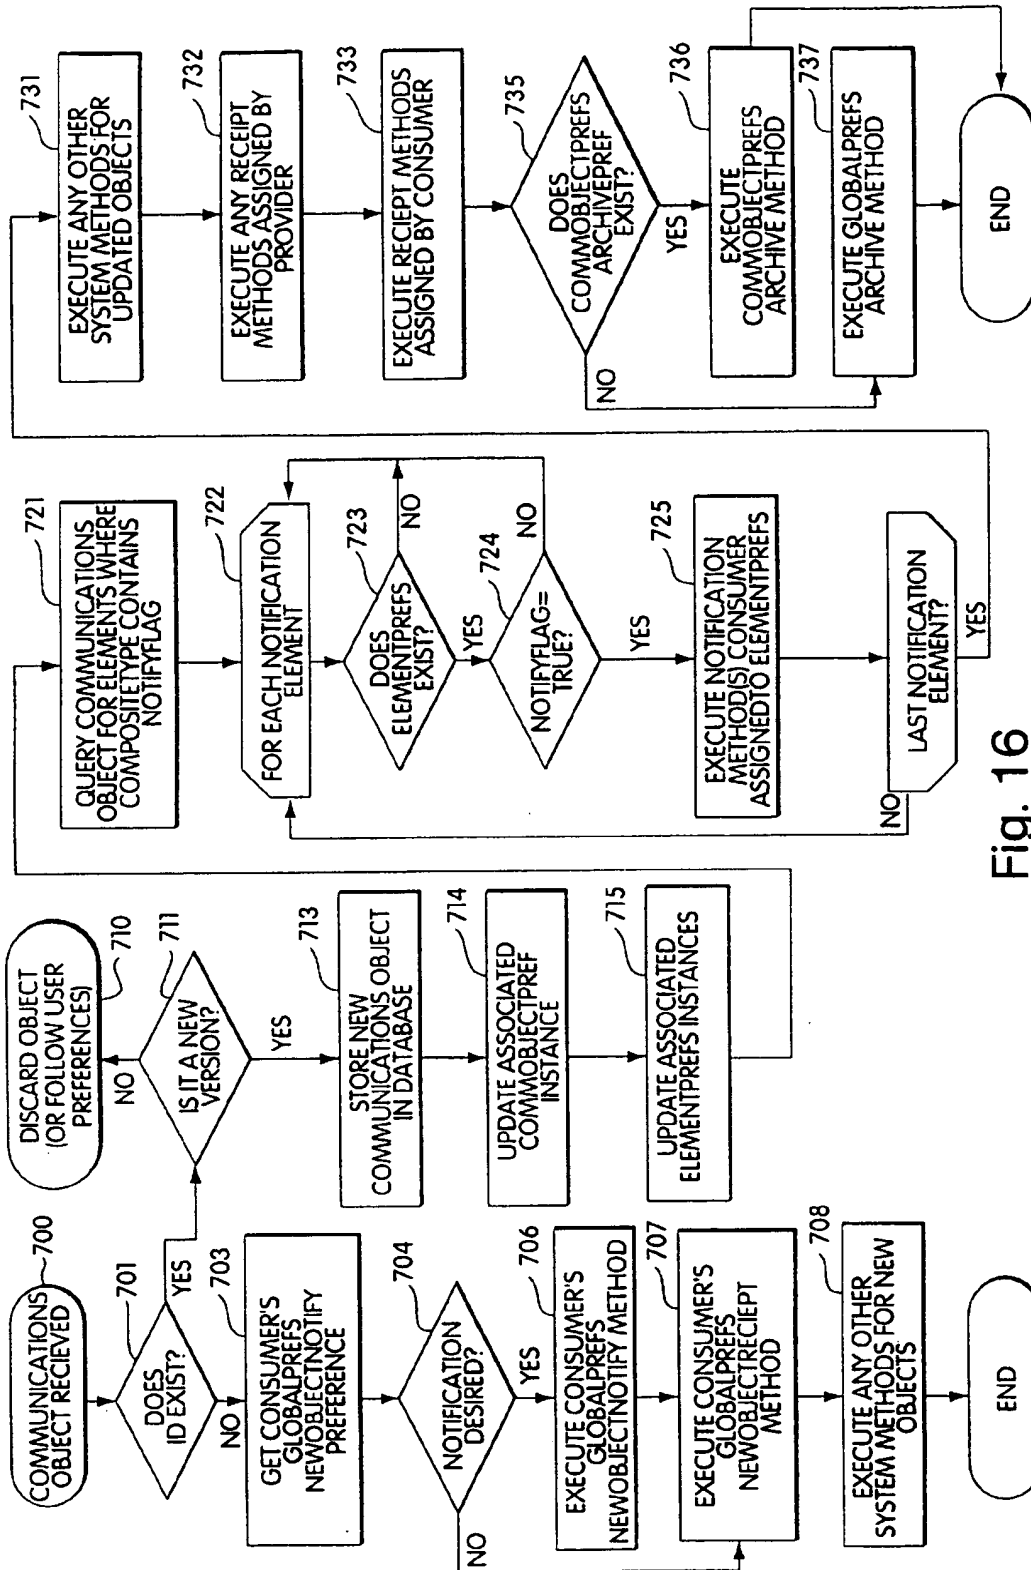 COMMUNICATIONS
OBJECT RECIEVED
700
DOES
ID EXIST?
701
YES
NO
GET CONSUMER'S
GLOBALPREFS
NEWOBJECTNOTIFY
PREFERENCE
703
NOTIFICATION
DESIRED?
704
NO
YES
EXECUTE CONSUMER'S
GLOBALPREFS
NEWOBJECTNOTIFY METHOD
706
EXECUTE CONSUMER'S
GLOBALPREFS
NEWOBJECTRECIEPT
METHOD
707
EXECUTE ANY OTHER
SYSTEM METHODS FOR NEW
OBJECTS
708
END
DISCARD OBJECT
(OR FOLLOW USER
PREFERENCES)
710
NO
IS IT A NEW
VERSION?
711
YES
STORE NEW
COMMUNICATIONS OBJECT
IN DATABASE
713
UPDATE ASSOCIATED
COMMOBJECTPREF
INSTANCE
714
UPDATE ASSOCIATED
ELEMENTPREFS INSTANCES
715
QUERY COMMUNICATIONS
OBJECT FOR ELEMENTS WHERE
COMPOSITETYPE CONTAINS
NOTIFYFLAG
721
FOR EACH NOTIFICATION
ELEMENT
722
DOES
ELEMENTPREFS
EXIST?
723
NO
YES
NOTIFYFLAG=
TRUE?
724
NO
YES
EXECUTE NOTIFICATION
METHOD(S) CONSUMER
ASSIGNEDTO ELEMENTPREFS
725
LAST NOTIFICATION
ELEMENT?
NO
YES
EXECUTE ANY OTHER
SYSTEM METHODS FOR
UPDATED OBJECTS
731
EXECUTE ANY RECEIPT
METHODS ASSIGNED BY
PROVIDER
732
EXECUTE RECIEPT METHODS
ASSIGNED BY CONSUMER
733
DOES
COMMOBJECTPREFS
ARCHIVEPREF
EXIST?
735
NO
YES
EXECUTE
COMMOBJECTPREFS
ARCHIVE METHOD
736
EXECUTE GLOBALPREFS
ARCHIVE METHOD
737
END
Fig. 16